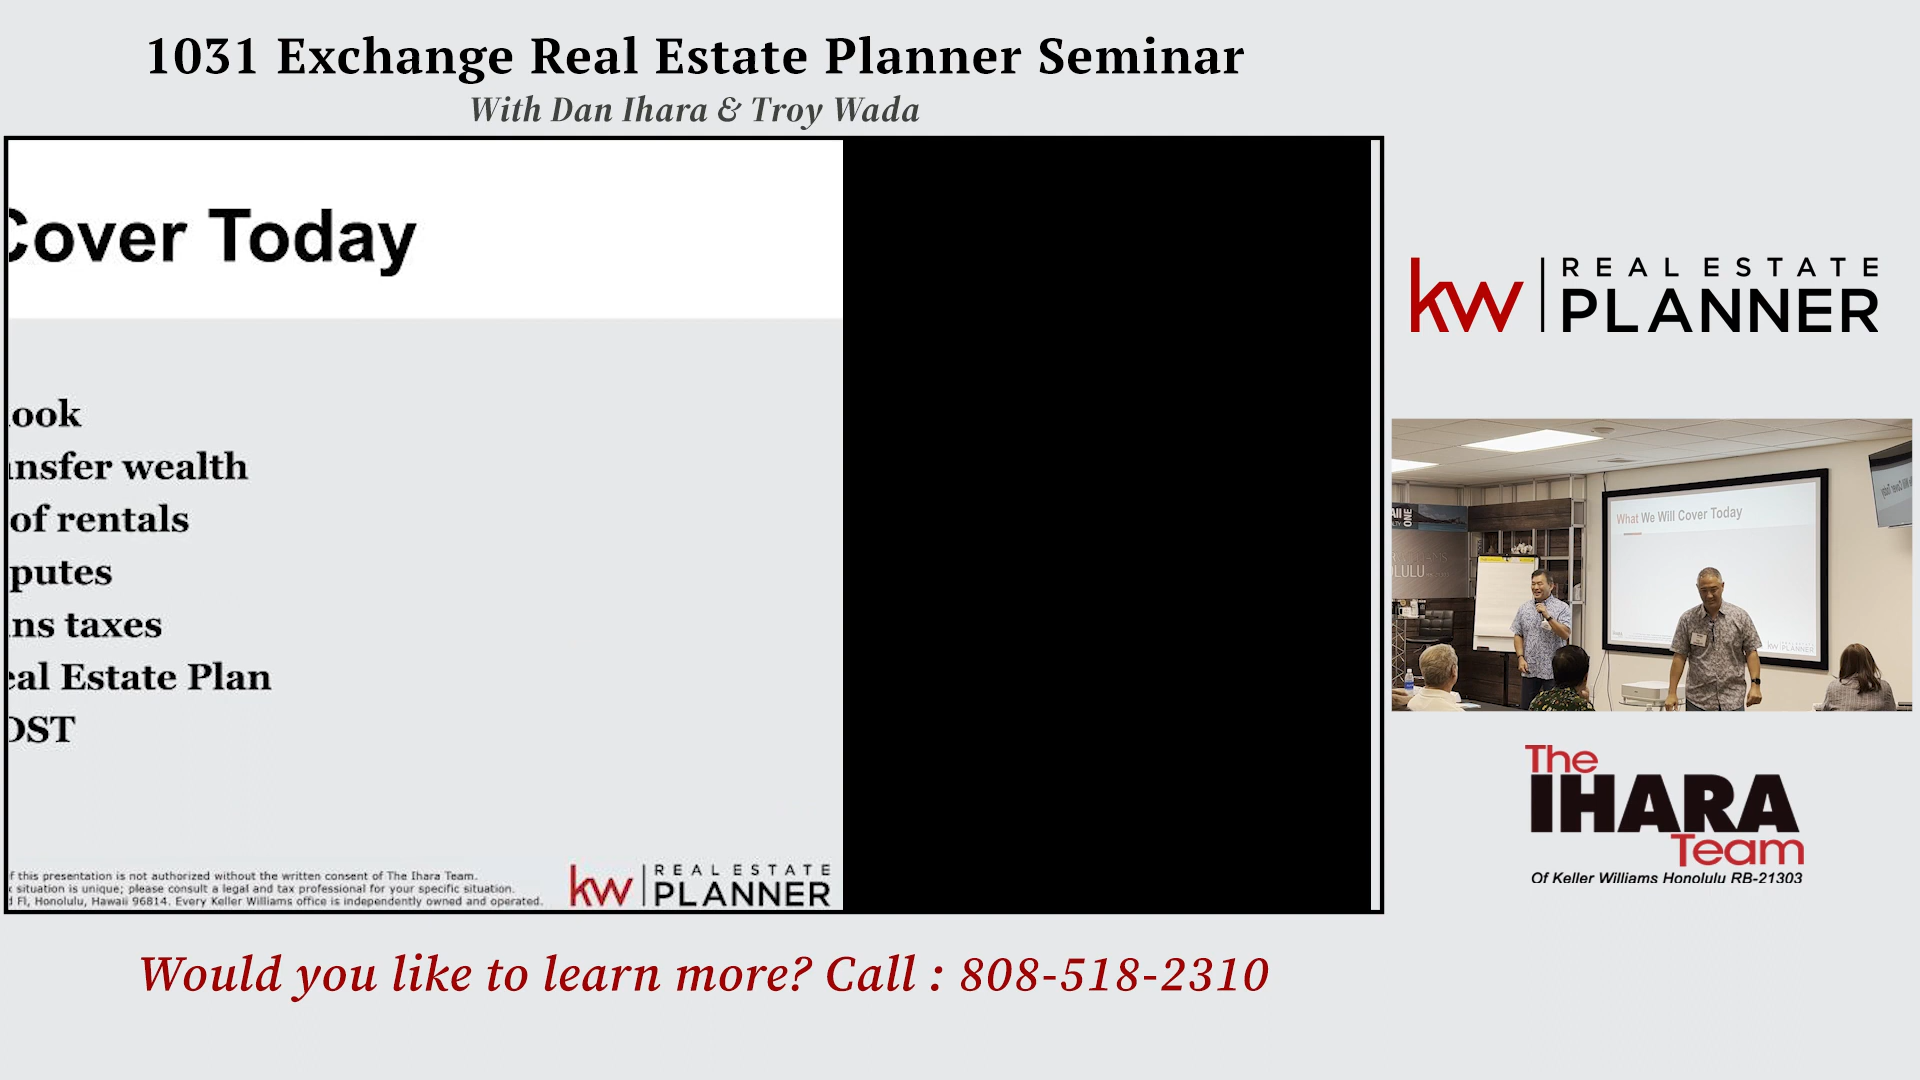 1031 Exchange Real Estate Planner Seminar
With Dan Ihara & Troy Wada
Cover Today
ook
nsfer wealth
of rentals
putes
ns taxes
eal Estate Plan
OST
f this presentation is not authorized without the written consent of The Ihara Team.
situation is unique; please consult a legal and tax professional for your specific situation.
Fl, Honolulu, Hawaii 96814. Every Keller Williams office is independently owned and operated.
kw REAL ESTATE
PLANNER
kw REAL ESTATE
PLANNER
What We Will Cover Today
ONE
The
IHARA
Team
Of Keller Williams Honolulu RB-21303
Would you like to learn more? Call : 808-518-2310